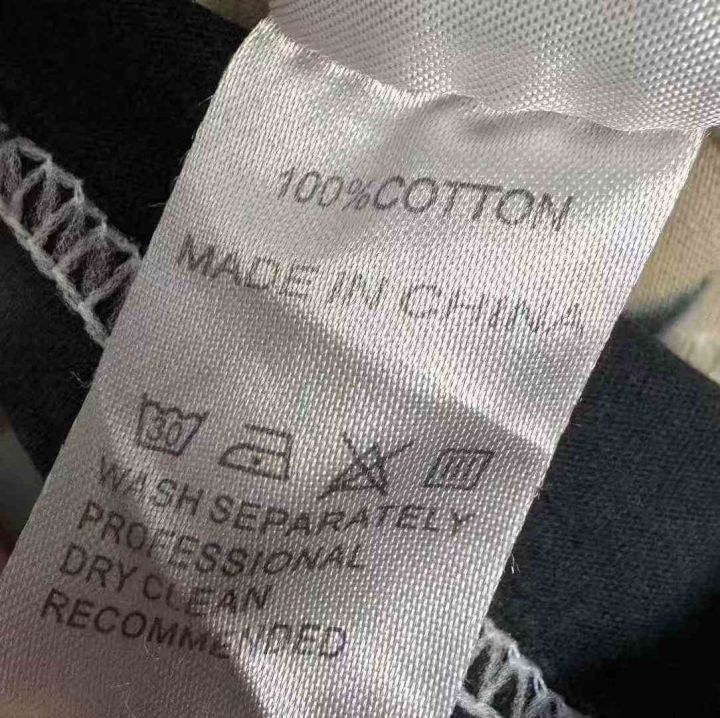 100%COTTON
MADE IN CHINA
30
WASH SEPARATELY
PROFESSIONAL
DRY CLEAN
RECOMMENDED